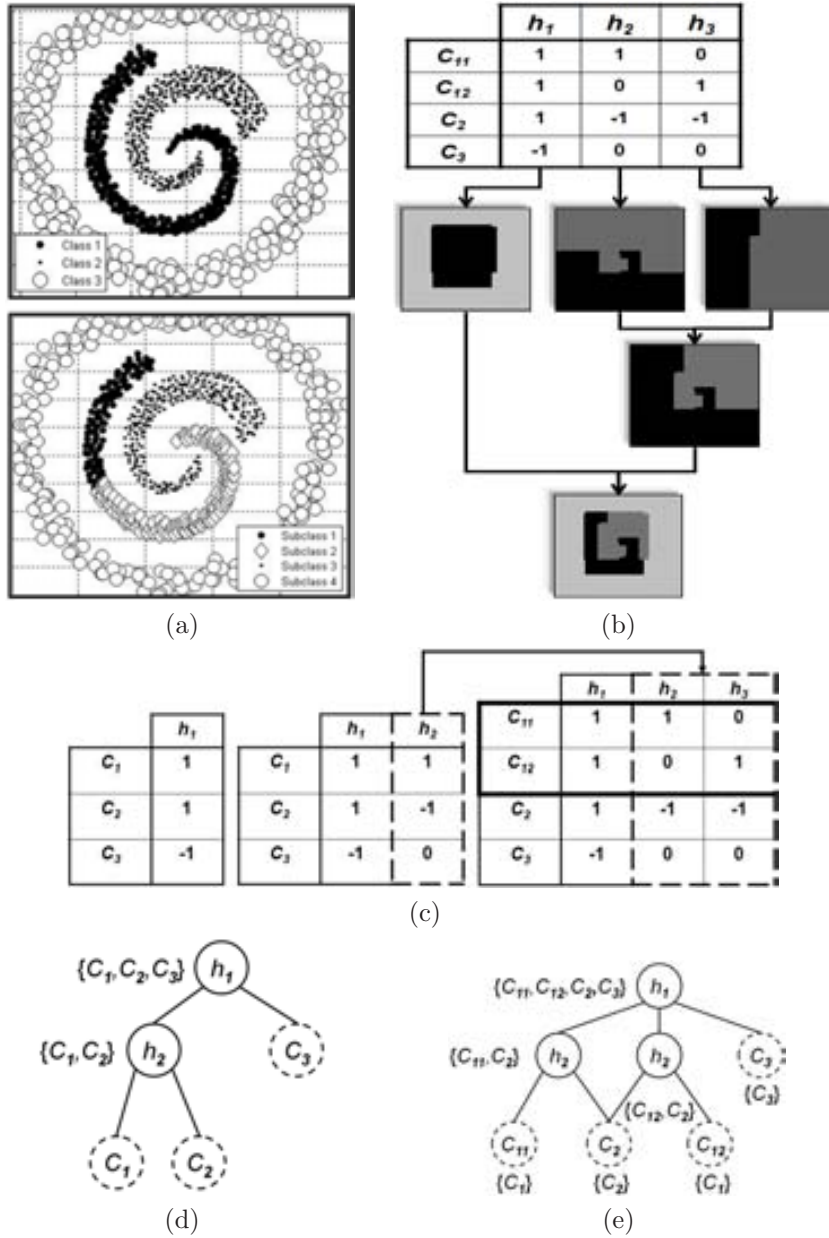 Class 1
Class 2
Class 3
Subclass 1
Subclass 2
Subclass 3
Subclass 4
(a)
h1 h2 h3
C11 1 1 0
C12 1 0 1
C2 1 -1 -1
C3 -1 0 0
(b)
h1
C1 1
C2 1
C3 -1
h1 h2
C1 1 1
C2 1 -1
C3 -1 0
h1 h2 h3
C11 1 1 0
C12 1 0 1
C2 1 -1 -1
C3 -1 0 0
(c)
{C1,C2,C3} h1
{C1,C2} h2 C3
C1 C2
(d)
{C11,C12,C2,C3} h1
{C11,C2} h2 h2 C3
{C3}
{C12,C2}
C11 C2 C12
{C1} {C2} {C1}
(e)